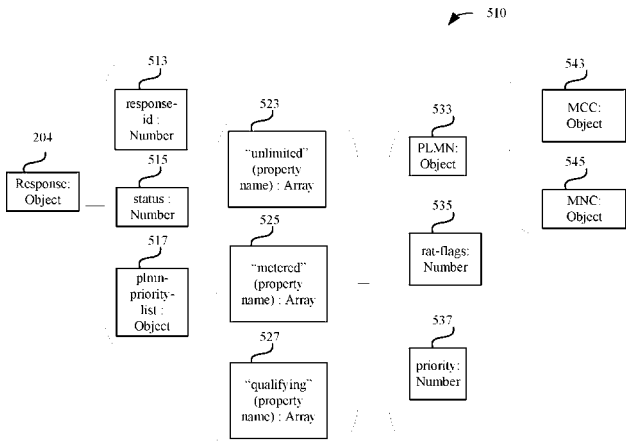 510
513
response-
id :
Number
204
Response:
Object
515
status :
Number
517
plmn-
priority-
list :
Object
523
“unlimited”
(property
name) : Array
525
“metered”
(property
name) : Array
527
“qualifying”
(property
name) : Array
533
PLMN:
Object
535
rat-flags:
Number
537
priority:
Number
543
MCC:
Object
545
MNC:
Object